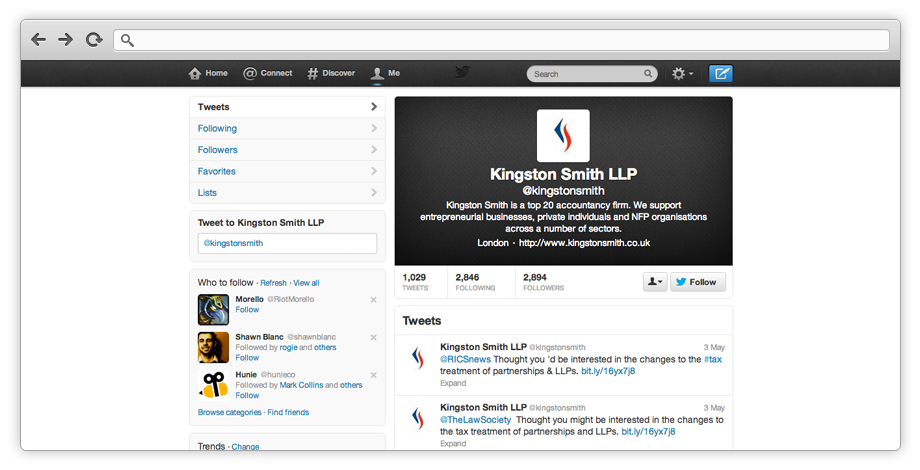 Home
Connect
Discover
Me
Search
Tweets
Following
Followers
Favorites
Lists
Tweet to Kingston Smith LLP
@kingstonsmith
Who to follow · Refresh · View all
Morello @RiotMorello
Follow
Shawn Blanc @shawnblanc
Followed by rogie and others
Follow
Hunie @hunieco
Followed by Mark Collins and others
Follow
Browse categories · Find friends
Trends · Change
Kingston Smith LLP
@kingstonsmith
Kingston Smith is a top 20 accountancy firm. We support
entrepreneurial businesses, private individuals and NFP organisations
across a number of sectors.
London · http://www.kingstonsmith.co.uk
1,029
TWEETS
2,846
FOLLOWING
2,894
FOLLOWERS
Follow
Tweets
Kingston Smith LLP @kingstonsmith 3 May
@RICSnews Thought you 'd be interested in the changes to the #tax
treatment of partnerships & LLPs. bit.ly/16yx7j8
Expand
Kingston Smith LLP @kingstonsmith 3 May
@TheLawSociety Thought you might be interested in the changes to
the tax treatment of partnerships and LLPs. bit.ly/16yx7j8
Expand